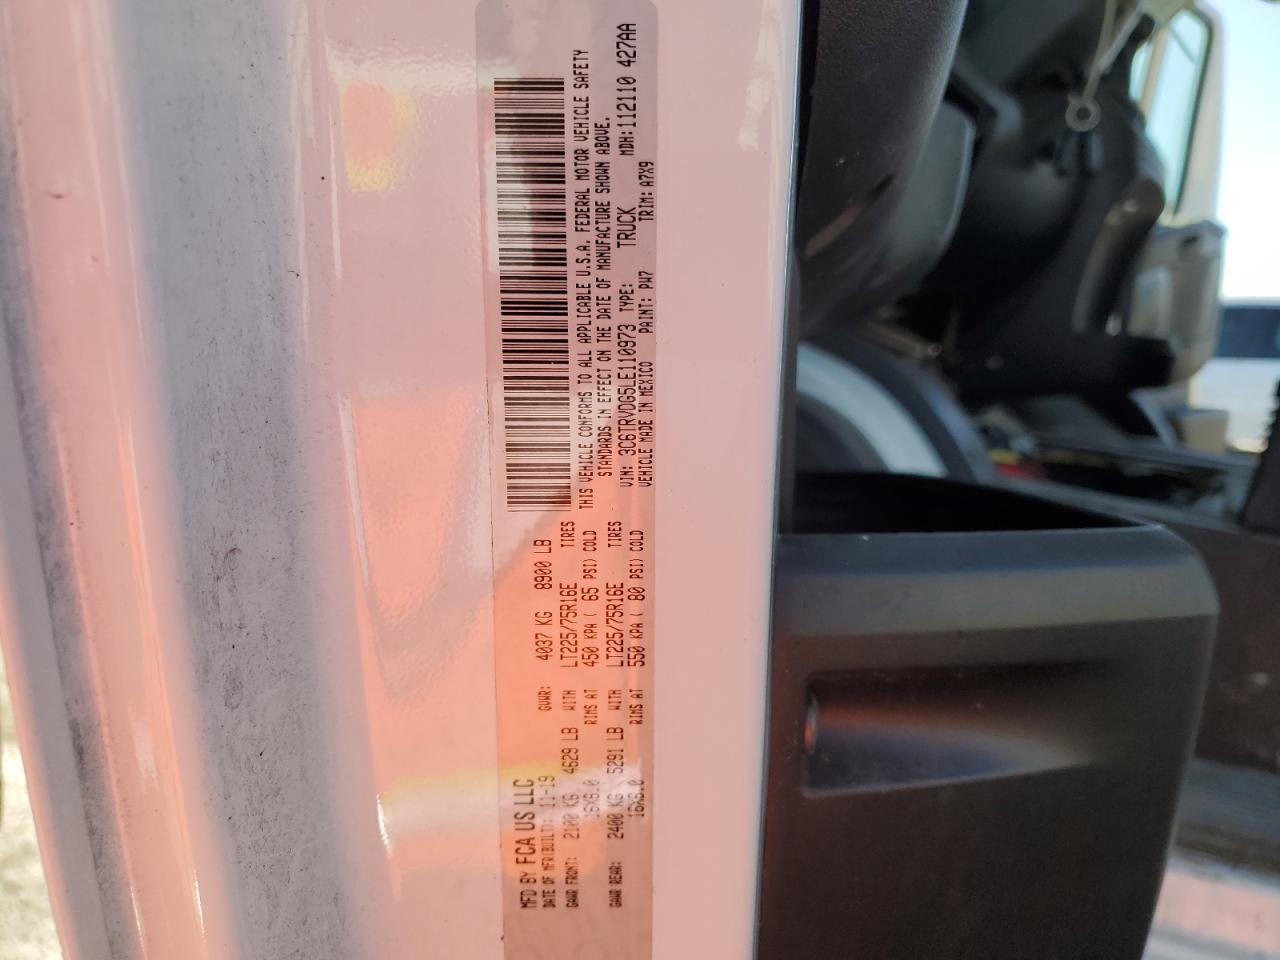 MFD BY FCA US LLC
DATE OF MFR(BUILT): 11-19 GVWR: 4037 KG 8900 LB
GAWR FRONT: 2100 KG 4629 LB WITH LT225/75R16E TIRES
16X6.0 RIMS AT 450 KPA ( 65 PSI) COLD
GAWR REAR: 2400 KG 5291 LB WITH LT225/75R16E TIRES
16X6.0 RIMS AT 550 KPA ( 80 PSI) COLD
THIS VEHICLE CONFORMS TO ALL APPLICABLE U.S.A. FEDERAL MOTOR VEHICLE SAFETY
STANDARDS IN EFFECT ON THE DATE OF MANUFACTURE SHOWN ABOVE.
VIN: 3C6TRVDG5LE110973 TYPE: TRUCK MDH:112110 427AA
VEHICLE MADE IN MEXICO PAINT: PW7 TRIM: A7X9